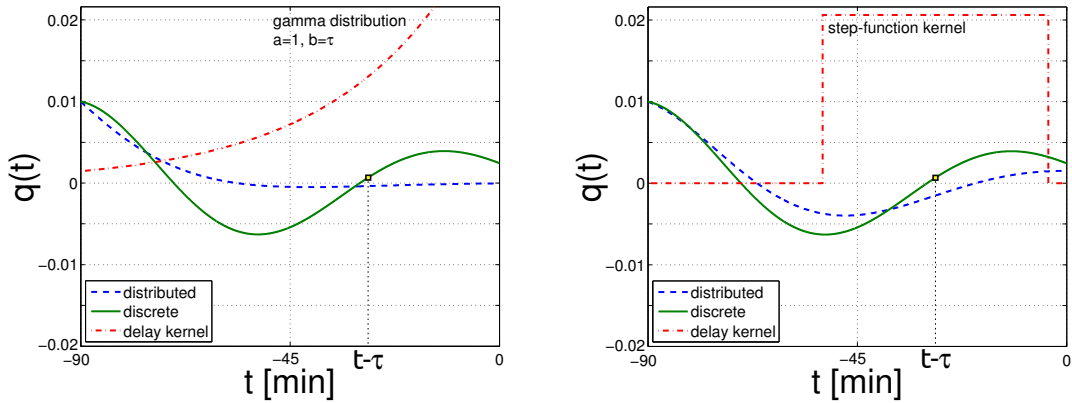 0.02
0.01
0
−0.01
−0.02
q(t)
gamma distribution
a=1, b=τ
distributed
discrete
delay kernel
−90
−45
t-τ
0
t [min]
0.02
0.01
0
−0.01
−0.02
q(t)
step−function kernel
distributed
discrete
delay kernel
−90
−45
t-τ
0
t [min]